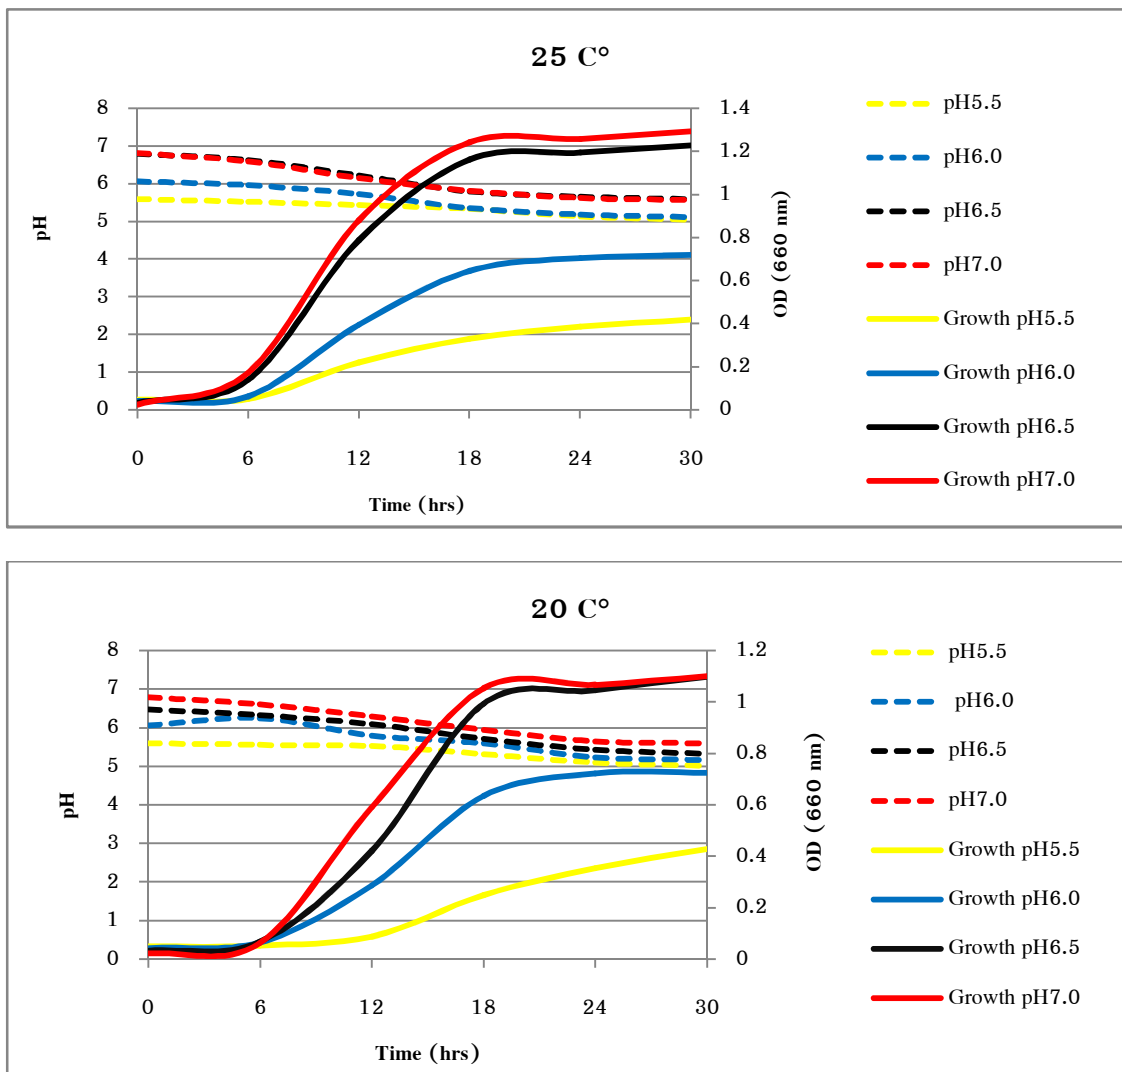 25 C°
8
7
6
5
4
3
2
1
0
pH
1.4
1.2
1
0.8
0.6
0.4
0.2
0
OD (660 nm)
0 6 12 18 24 30
Time (hrs)
pH5.5
pH6.0
pH6.5
pH7.0
Growth pH5.5
Growth pH6.0
Growth pH6.5
Growth pH7.0
20 C°
8
7
6
5
4
3
2
1
0
pH
1.2
1
0.8
0.6
0.4
0.2
0
OD (660 nm)
0 6 12 18 24 30
Time (hrs)
pH5.5
pH6.0
pH6.5
pH7.0
Growth pH5.5
Growth pH6.0
Growth pH6.5
Growth pH7.0